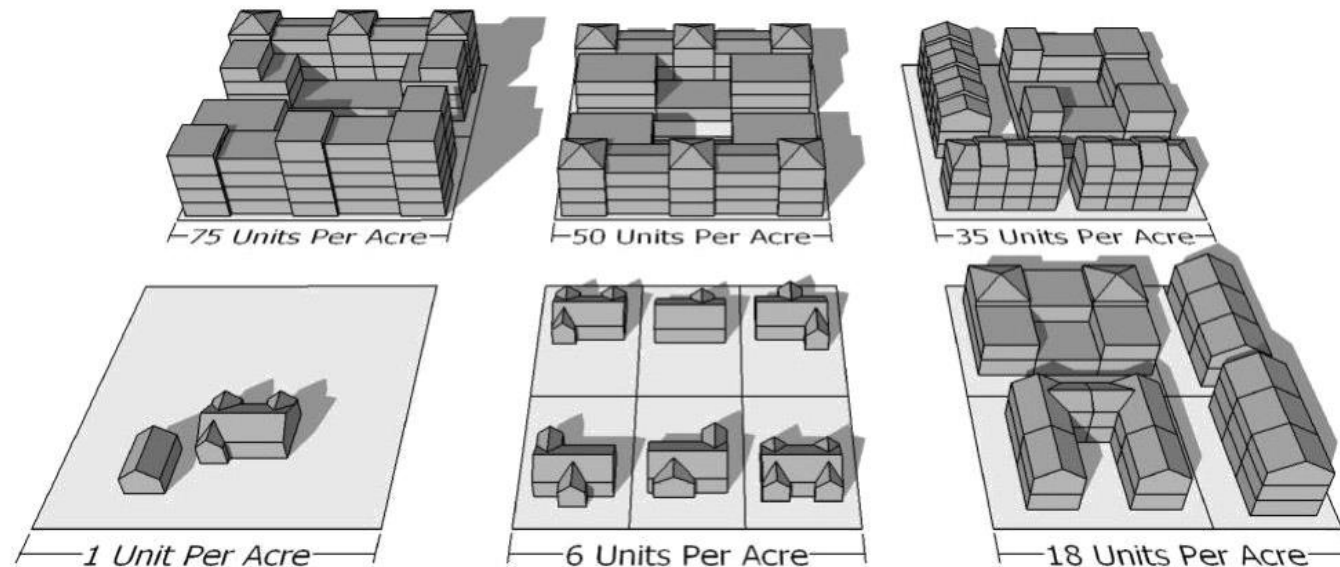 75 Units Per Acre
50 Units Per Acre
35 Units Per Acre
1 Unit Per Acre
6 Units Per Acre
18 Units Per Acre